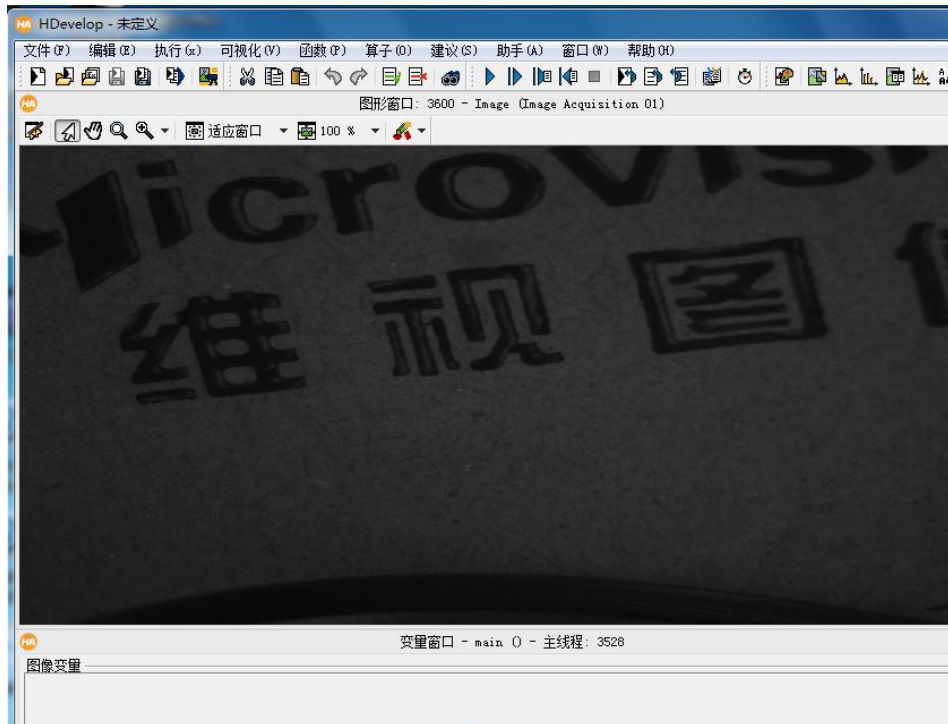 HDevelop - 未定义
文件(F) 编辑(E) 执行(x) 可视化(V) 函数(P) 算子(O) 建议(S) 助手(A) 窗口(W) 帮助(H)
图形窗口: 3600 - Image (Image Acquisition 01)
适应窗口 100 %
Microvis
维视图
变量窗口 - main () - 主线程: 3528
图像变量